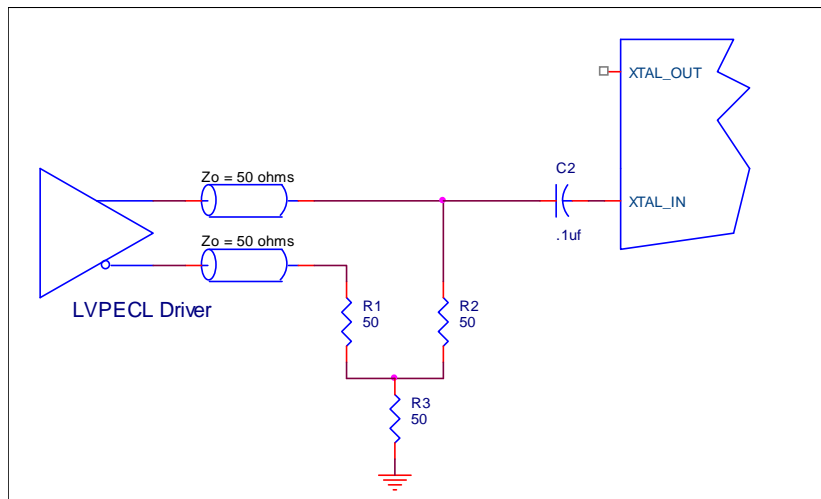 XTAL_OUT
Zo = 50 ohms
C2
XTAL_IN
.1uf
Zo = 50 ohms
LVPECL Driver
R1
50
R2
50
R3
50